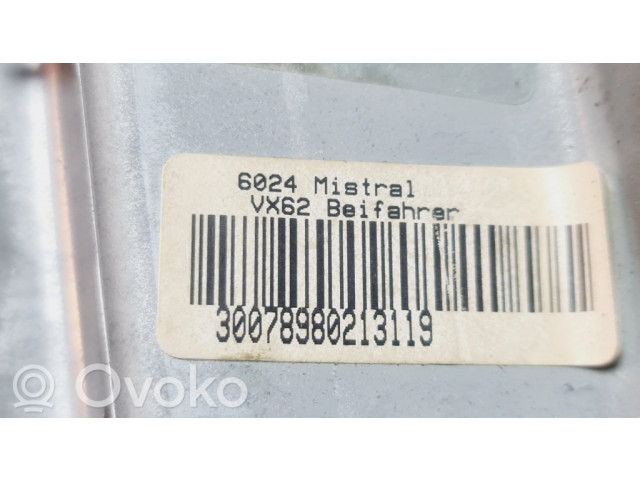 6024 Mistral
VX62 Beifahrer
30078980213119
Ovoko